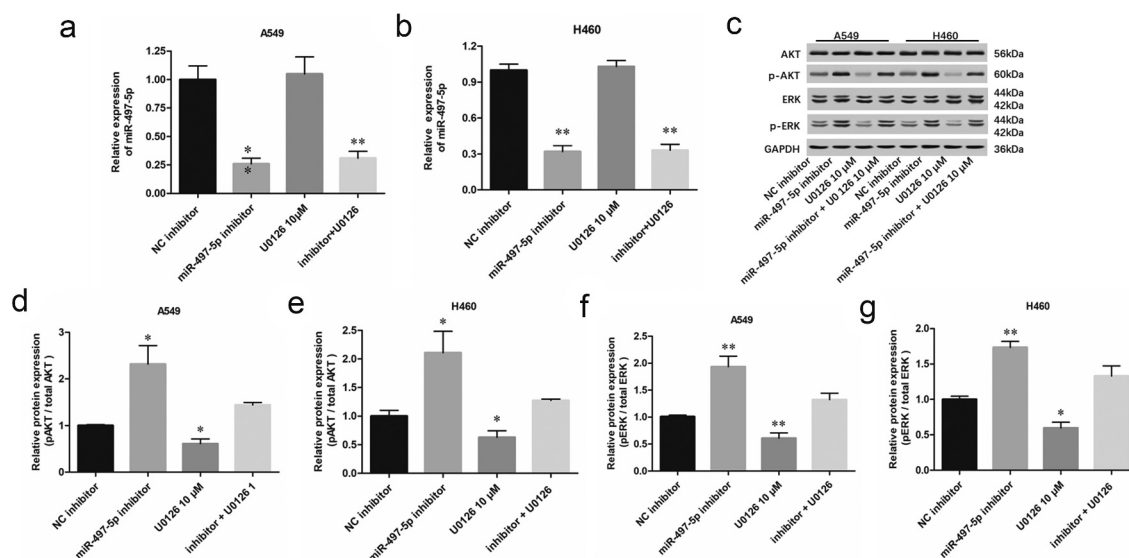 a
A549
Relative expression
of miR-497-5p
1.25
1.00
0.75
0.50
0.25
0.00
*
*
**
NC inhibitor
miR-497-5p inhibitor
U0126 10μM
inhibitor+U0126
b
H460
Relative expression
of miR-497-5p
1.2
0.9
0.6
0.3
0.0
**
**
NC inhibitor
miR-497-5p inhibitor
U0126 10 μM
inhibitor+U0126
c
A549 H460
AKT 56kDa
p-AKT 60kDa
ERK 44kDa
42kDa
p-ERK 44kDa
42kDa
GAPDH 36kDa
NC inhibitor
miR-497-5p inhibitor
U0126 10 μM
miR-497-5p inhibitor + U0 126 10 μM
NC inhibitor
miR-497-5p inhibitor
U0126 10 μM
miR-497-5p inhibitor + U0126 10 μM
d
A549
Relative protein expression
(pAKT / total AKT)
3
2
1
0
*
*
NC inhibitor
miR-497-5p inhibitor
U0126 10 μM
inhibitor + U0126 1
e
H460
Relative protein expression
(pAKT / total AKT)
2.5
2.0
1.5
1.0
0.5
0.0
*
*
NC inhibitor
miR-497-5p inhibitor
U0126 10 μM
inhibitor + U0126
f
A549
Relative protein expression
(pERK / total ERK)
2.5
2.0
1.5
1.0
0.5
0.0
**
**
NC inhibitor
miR-497-5p inhibitor
U0126 10 μM
inhibitor + U0126
g
H460
Relative protein expression
(pERK / total ERK)
2.0
1.5
1.0
0.5
0.0
**
*
NC inhibitor
miR-497-5p inhibitor
U0126 10 μM
inhibitor + U0126